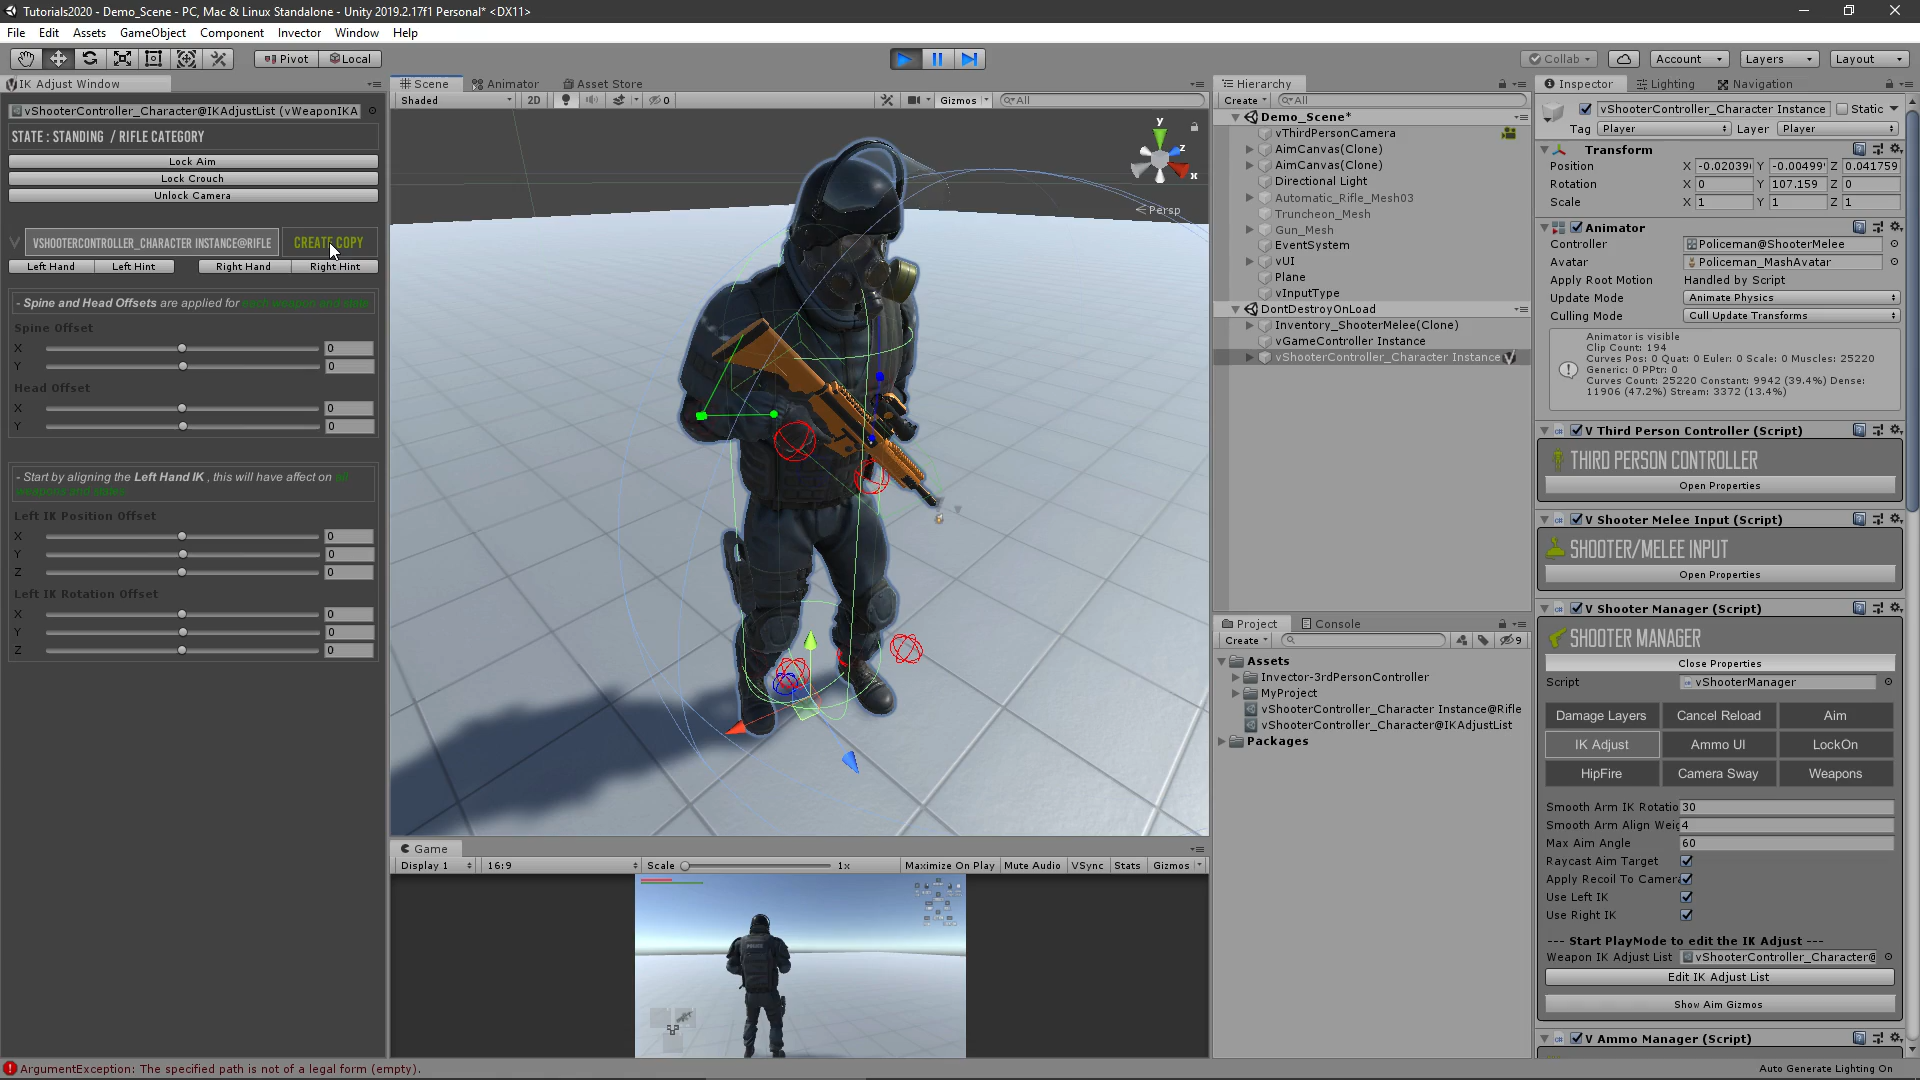 Tutorials2020 - Demo_Scene - PC, Mac & Linux Standalone - Unity 2019.2.17f1 Personal* <DX11>
File Edit Assets GameObject Component Invector Window Help
Pivot Local
Collab Account Layers Layout
IK Adjust Window
vShooterController_Character@IKAdjustList (vWeaponIKA
STATE : STANDING / RIFLE CATEGORY
Lock Aim
Lock Crouch
Unlock Camera
VSHOOTERCONTROLLER_CHARACTER INSTANCE@RIFLE CREATE COPY
Left Hand Left Hint Right Hand Right Hint
- Spine and Head Offsets are applied for each weapon and state
Spine Offset
X 0
Y 0
Head Offset
X 0
Y 0
- Start by aligning the Left Hand IK , this will have affect on all
weapons and states
Left IK Position Offset
X 0
Y 0
Z 0
Left IK Rotation Offset
X 0
Y 0
Z 0
Scene Animator Asset Store
Shaded 2D 0 Gizmos All
y
z
x
Persp
Game
Display 1 16:9 Scale 1x Maximize On Play Mute Audio VSync Stats Gizmos
Hierarchy
Create All
Demo_Scene*
vThirdPersonCamera
AimCanvas(Clone)
AimCanvas(Clone)
Directional Light
Automatic_Rifle_Mesh03
Truncheon_Mesh
Gun_Mesh
EventSystem
vUI
Plane
vInputType
DontDestroyOnLoad
Inventory_ShooterMelee(Clone)
vGameController Instance
vShooterController_Character Instance
Project Console
Create 9
Assets
Invector-3rdPersonController
MyProject
vShooterController_Character Instance@Rifle
vShooterController_Character@IKAdjustList
Packages
Inspector Lighting Navigation
vShooterController_Character Instance Static
Tag Player Layer Player
Transform
Position X -0.02039 Y -0.00499 Z 0.041759
Rotation X 0 Y 107.159 Z 0
Scale X 1 Y 1 Z 1
Animator
Controller Policeman@ShooterMelee
Avatar Policeman_MashAvatar
Apply Root Motion Handled by Script
Update Mode Animate Physics
Culling Mode Cull Update Transforms
Animator is visible
Clip Count: 194
Curves Pos: 0 Quat: 0 Euler: 0 Scale: 0 Muscles: 25220
Generic: 0 PPtr: 0
Curves Count: 25220 Constant: 9942 (39.4%) Dense:
11906 (47.2%) Stream: 3372 (13.4%)
V Third Person Controller (Script)
THIRD PERSON CONTROLLER
Open Properties
V Shooter Melee Input (Script)
SHOOTER/MELEE INPUT
Open Properties
V Shooter Manager (Script)
SHOOTER MANAGER
Close Properties
Script vShooterManager
Damage Layers Cancel Reload Aim
IK Adjust Ammo UI LockOn
HipFire Camera Sway Weapons
Smooth Arm IK Rotatio 30
Smooth Arm Align Weig 4
Max Aim Angle 60
Raycast Aim Target
Apply Recoil To Camera
Use Left IK
Use Right IK
--- Start PlayMode to edit the IK Adjust ---
Weapon IK Adjust List vShooterController_Character@
Edit IK Adjust List
Show Aim Gizmos
V Ammo Manager (Script)
ArgumentException: The specified path is not of a legal form (empty).
Auto Generate Lighting On